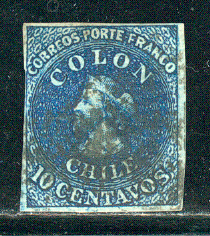 CORREOS PORTE FRANCO
COLON
CHILE
10 CENTAVOS